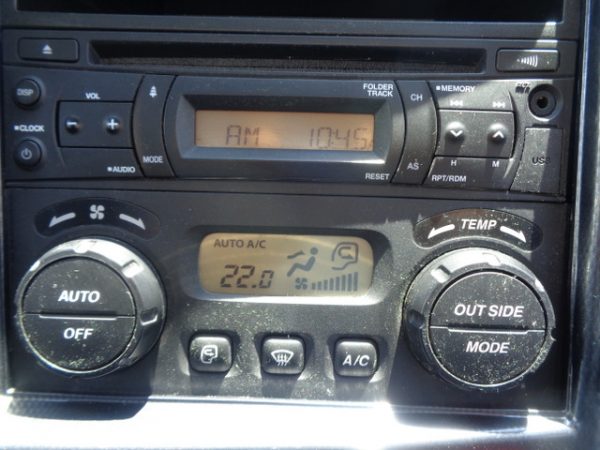 DISP
VOL
FOLDER
TRACK
CH
MEMORY
CLOCK
- +
AM 10:45
MODE
AUDIO
RESET
AS
H M
RPT/RDM
USB
TEMP
AUTO A/C
22.0
AUTO
OFF
OUT SIDE
MODE
A/C